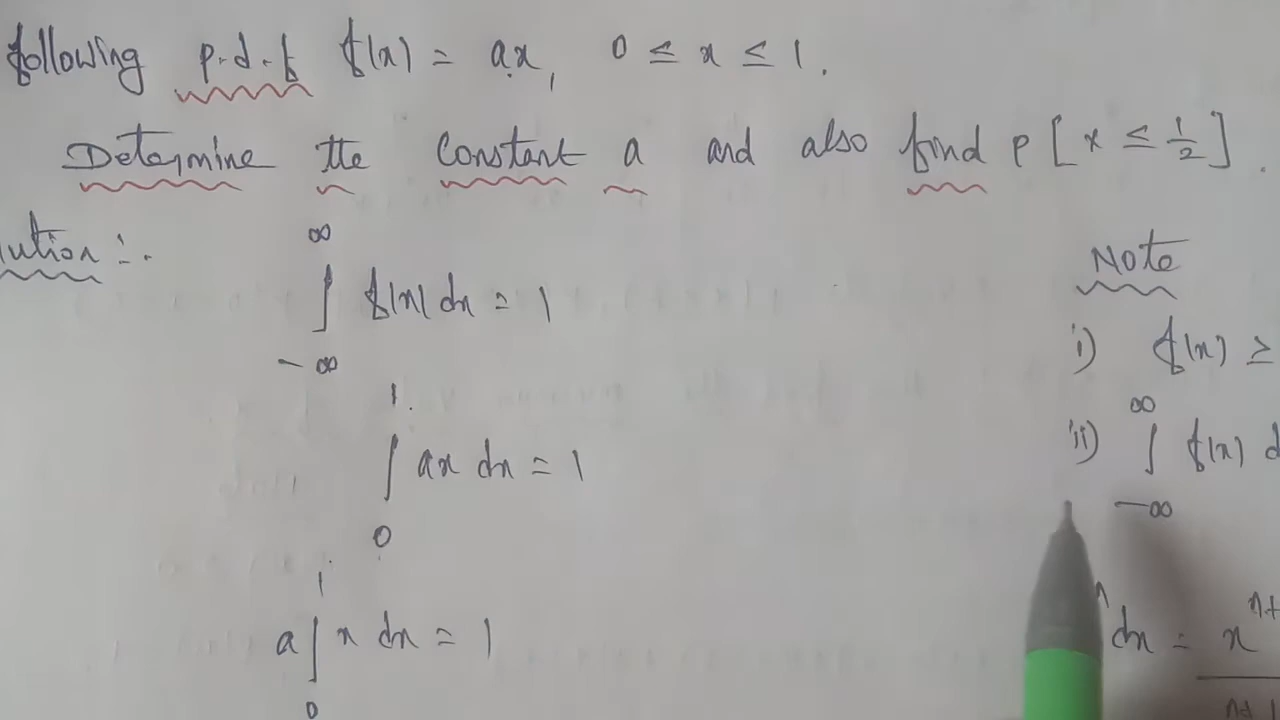 following p.d.f f(x) = ax, 0 ≤ x ≤ 1.
Determine the constant a and also find P[x ≤ 1/2].
ution :-
∞
∫ f(x) dx = 1
-∞
1
∫ ax dx = 1
0
1
a ∫ x dx = 1
0
Note
i) f(x) ≥
∞
ii) ∫ f(x) d
-∞
n dx = x^n+
n+1